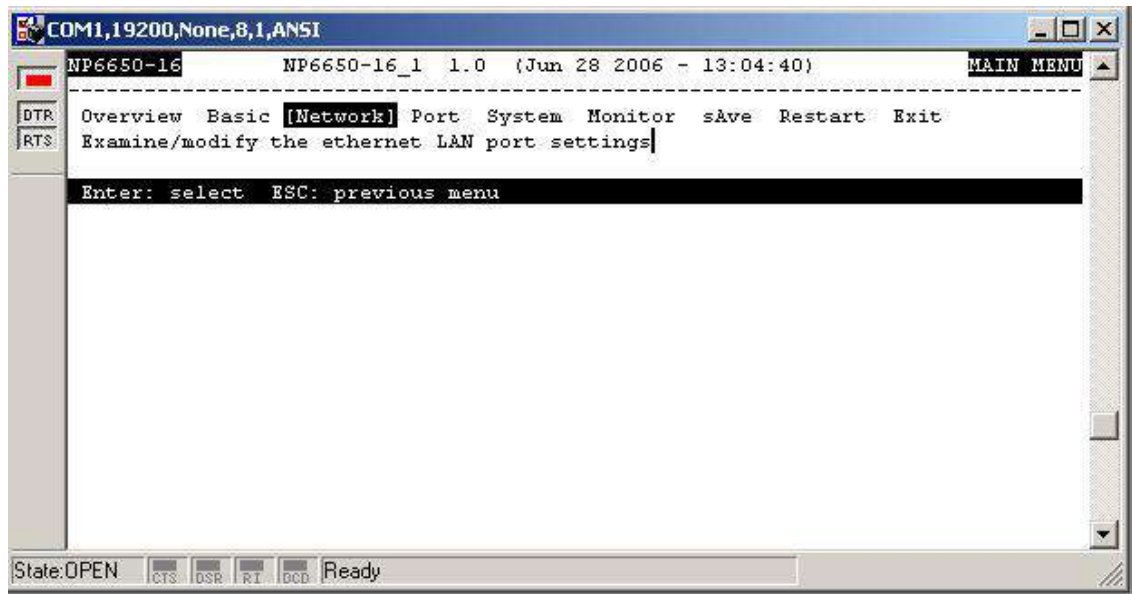 COM1,19200,None,8,1,ANSI
NP6650-16 NP6650-16_1 1.0 (Jun 28 2006 - 13:04:40) MAIN MENU
--------------------------------------------------------------------------------
DTR Overview Basic [Network] Port System Monitor sAve Restart Exit
RTS Examine/modify the ethernet LAN port settings
Enter: select ESC: previous menu
State:OPEN CTS DSR RI DCD Ready